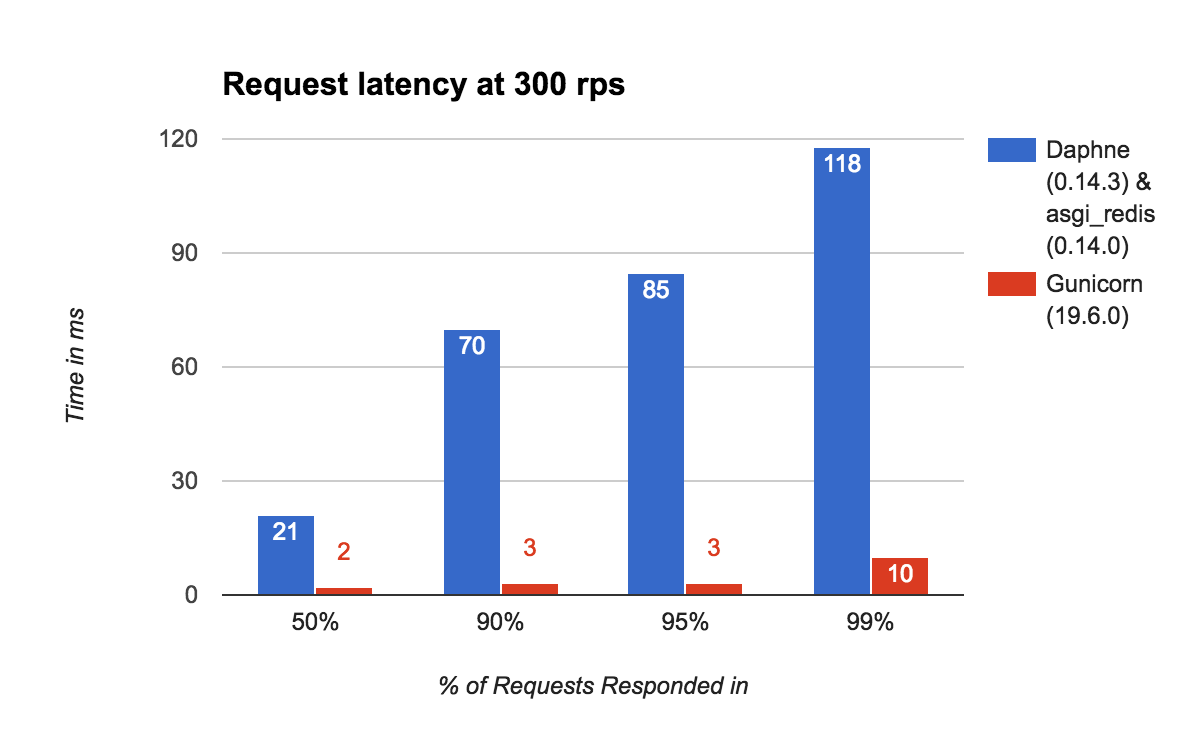 Request latency at 300 rps
120
90
60
30
0
Time in ms
118
85
70
21
2
3
3
10
50% 90% 95% 99%
% of Requests Responded in
Daphne
(0.14.3) &
asgi_redis
(0.14.0)
Gunicorn
(19.6.0)